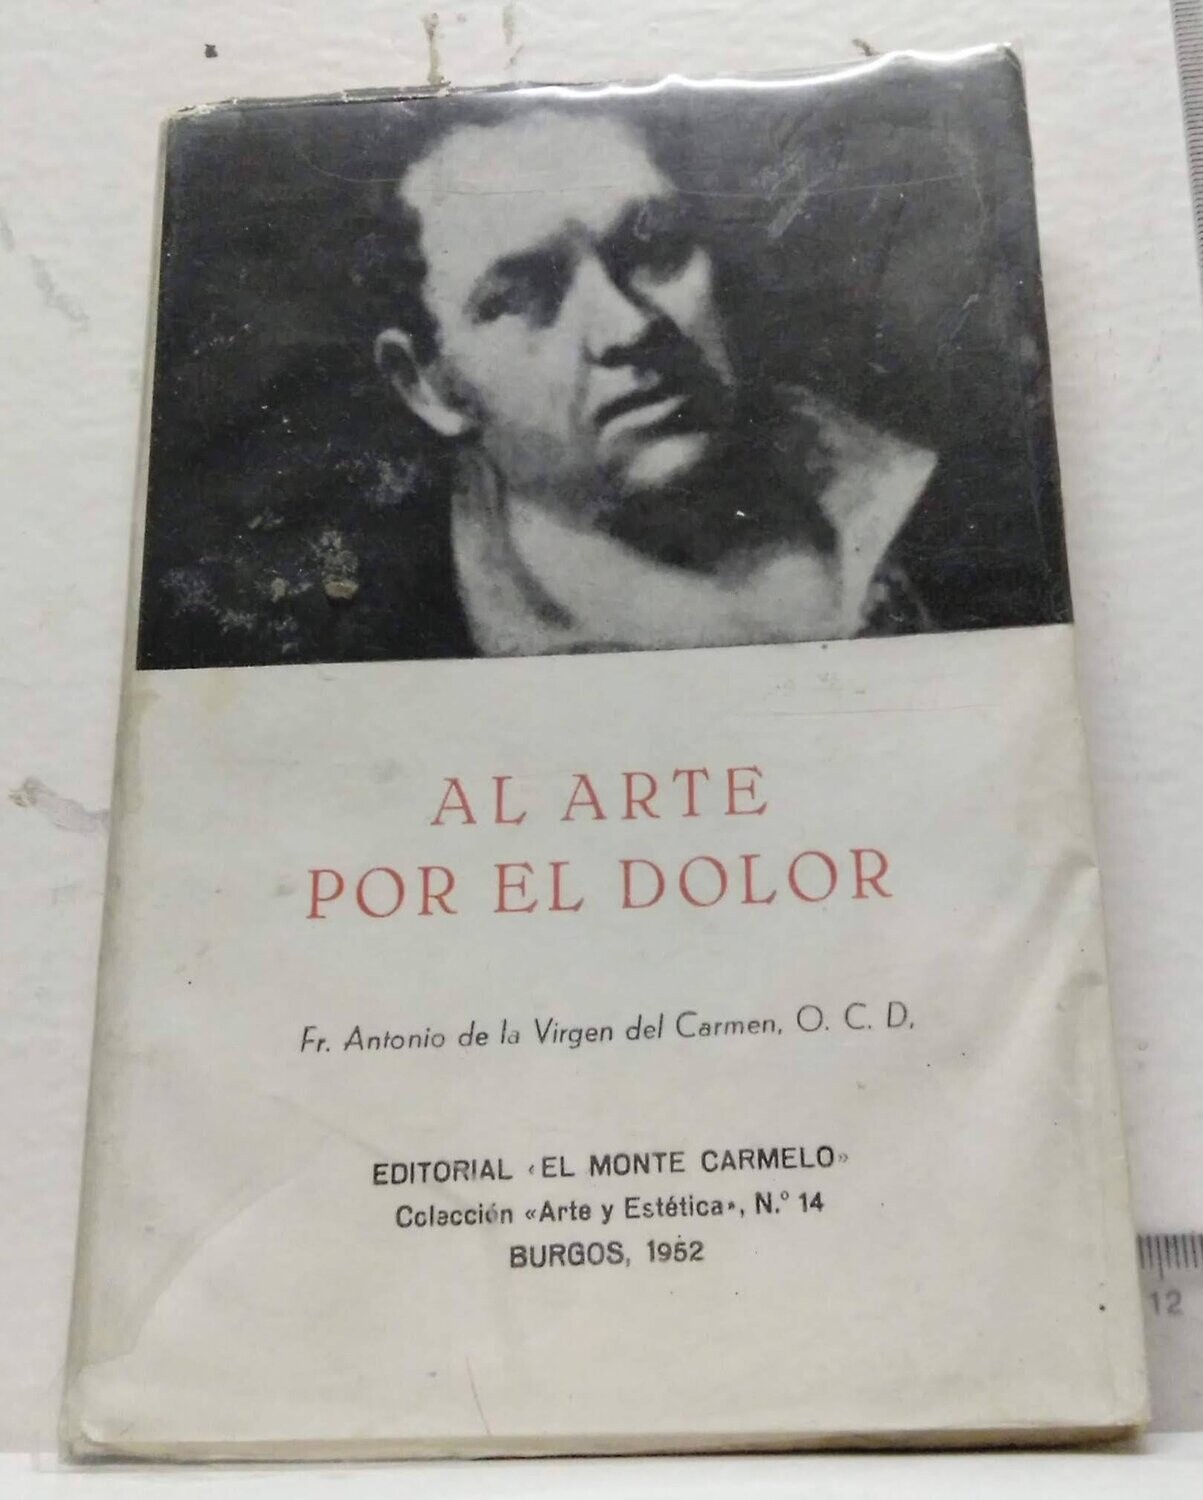 AL ARTE
POR EL DOLOR
Fr. Antonio de la Virgen del Carmen, O. C. D.
EDITORIAL «EL MONTE CARMELO»
Colección «Arte y Estética», N.º 14
BURGOS, 1952
12